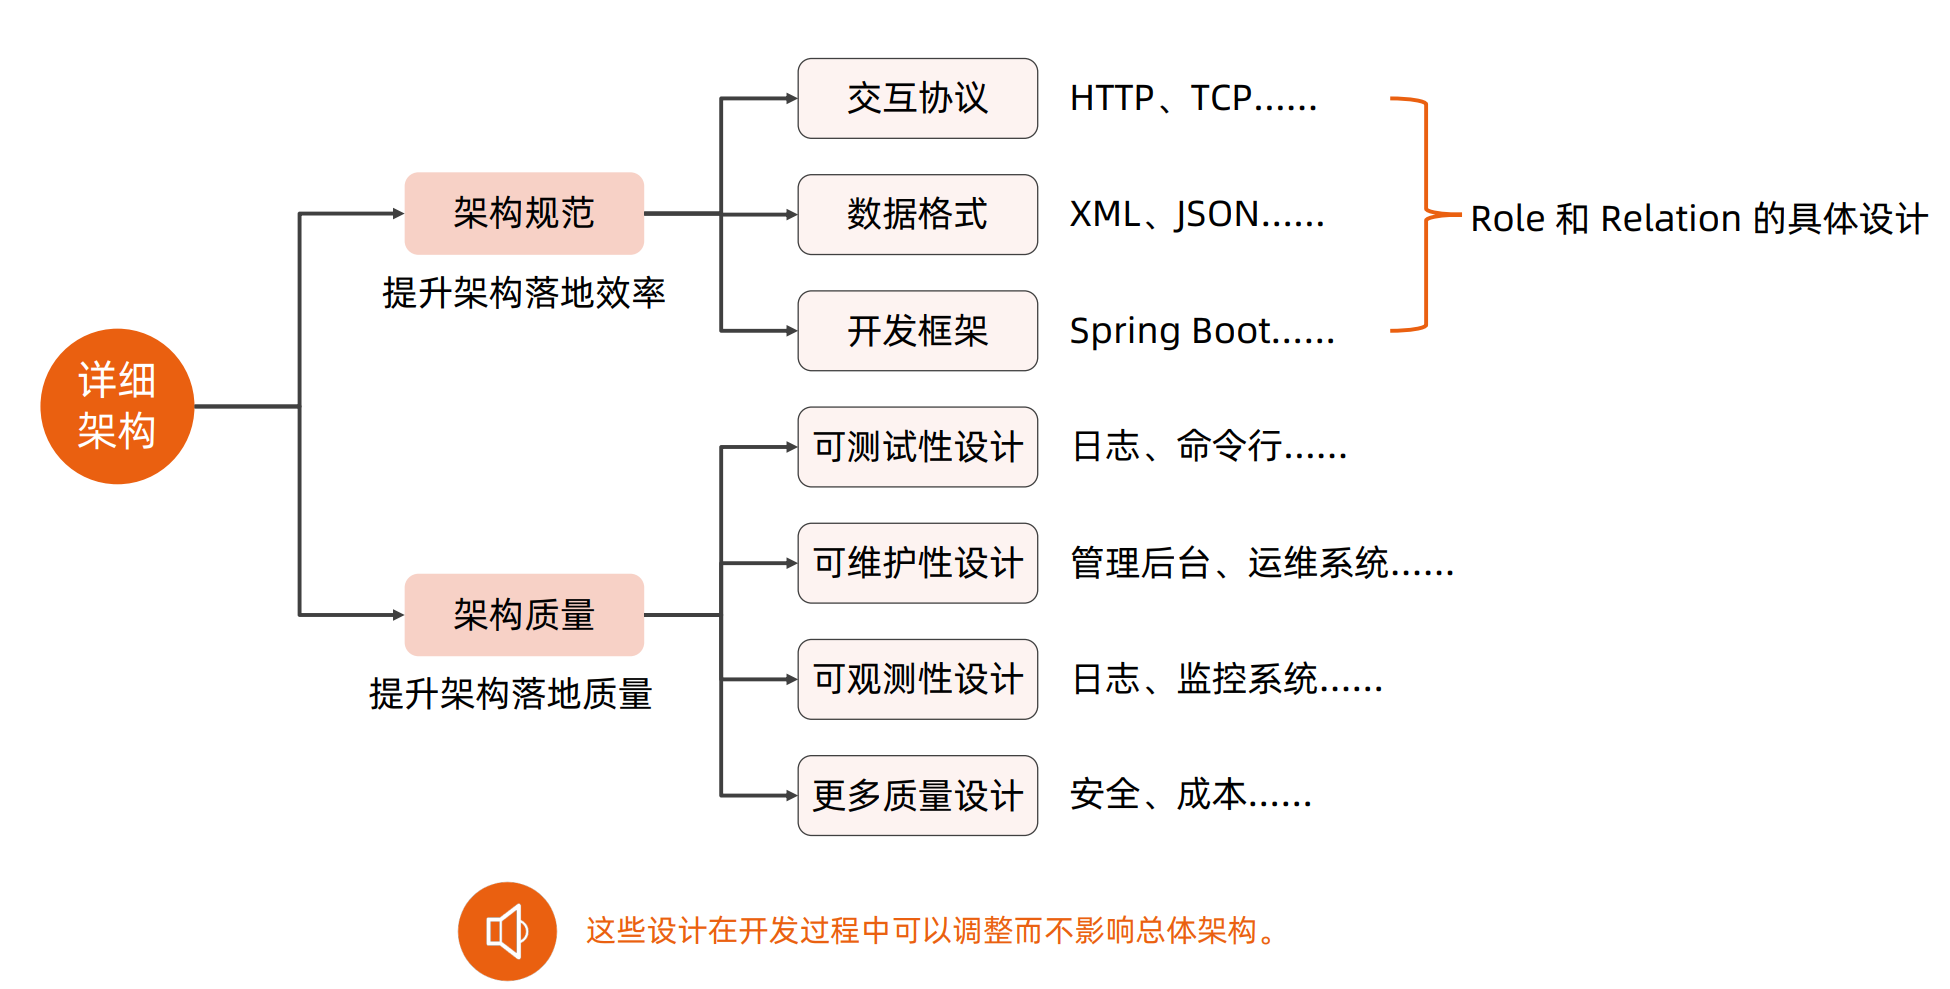 详细
架构
架构规范
提升架构落地效率
交互协议
HTTP、TCP......
数据格式
XML、JSON......
开发框架
Spring Boot......
Role 和 Relation 的具体设计
架构质量
提升架构落地质量
可测试性设计
日志、命令行......
可维护性设计
管理后台、运维系统......
可观测性设计
日志、监控系统......
更多质量设计
安全、成本......
这些设计在开发过程中可以调整而不影响总体架构。